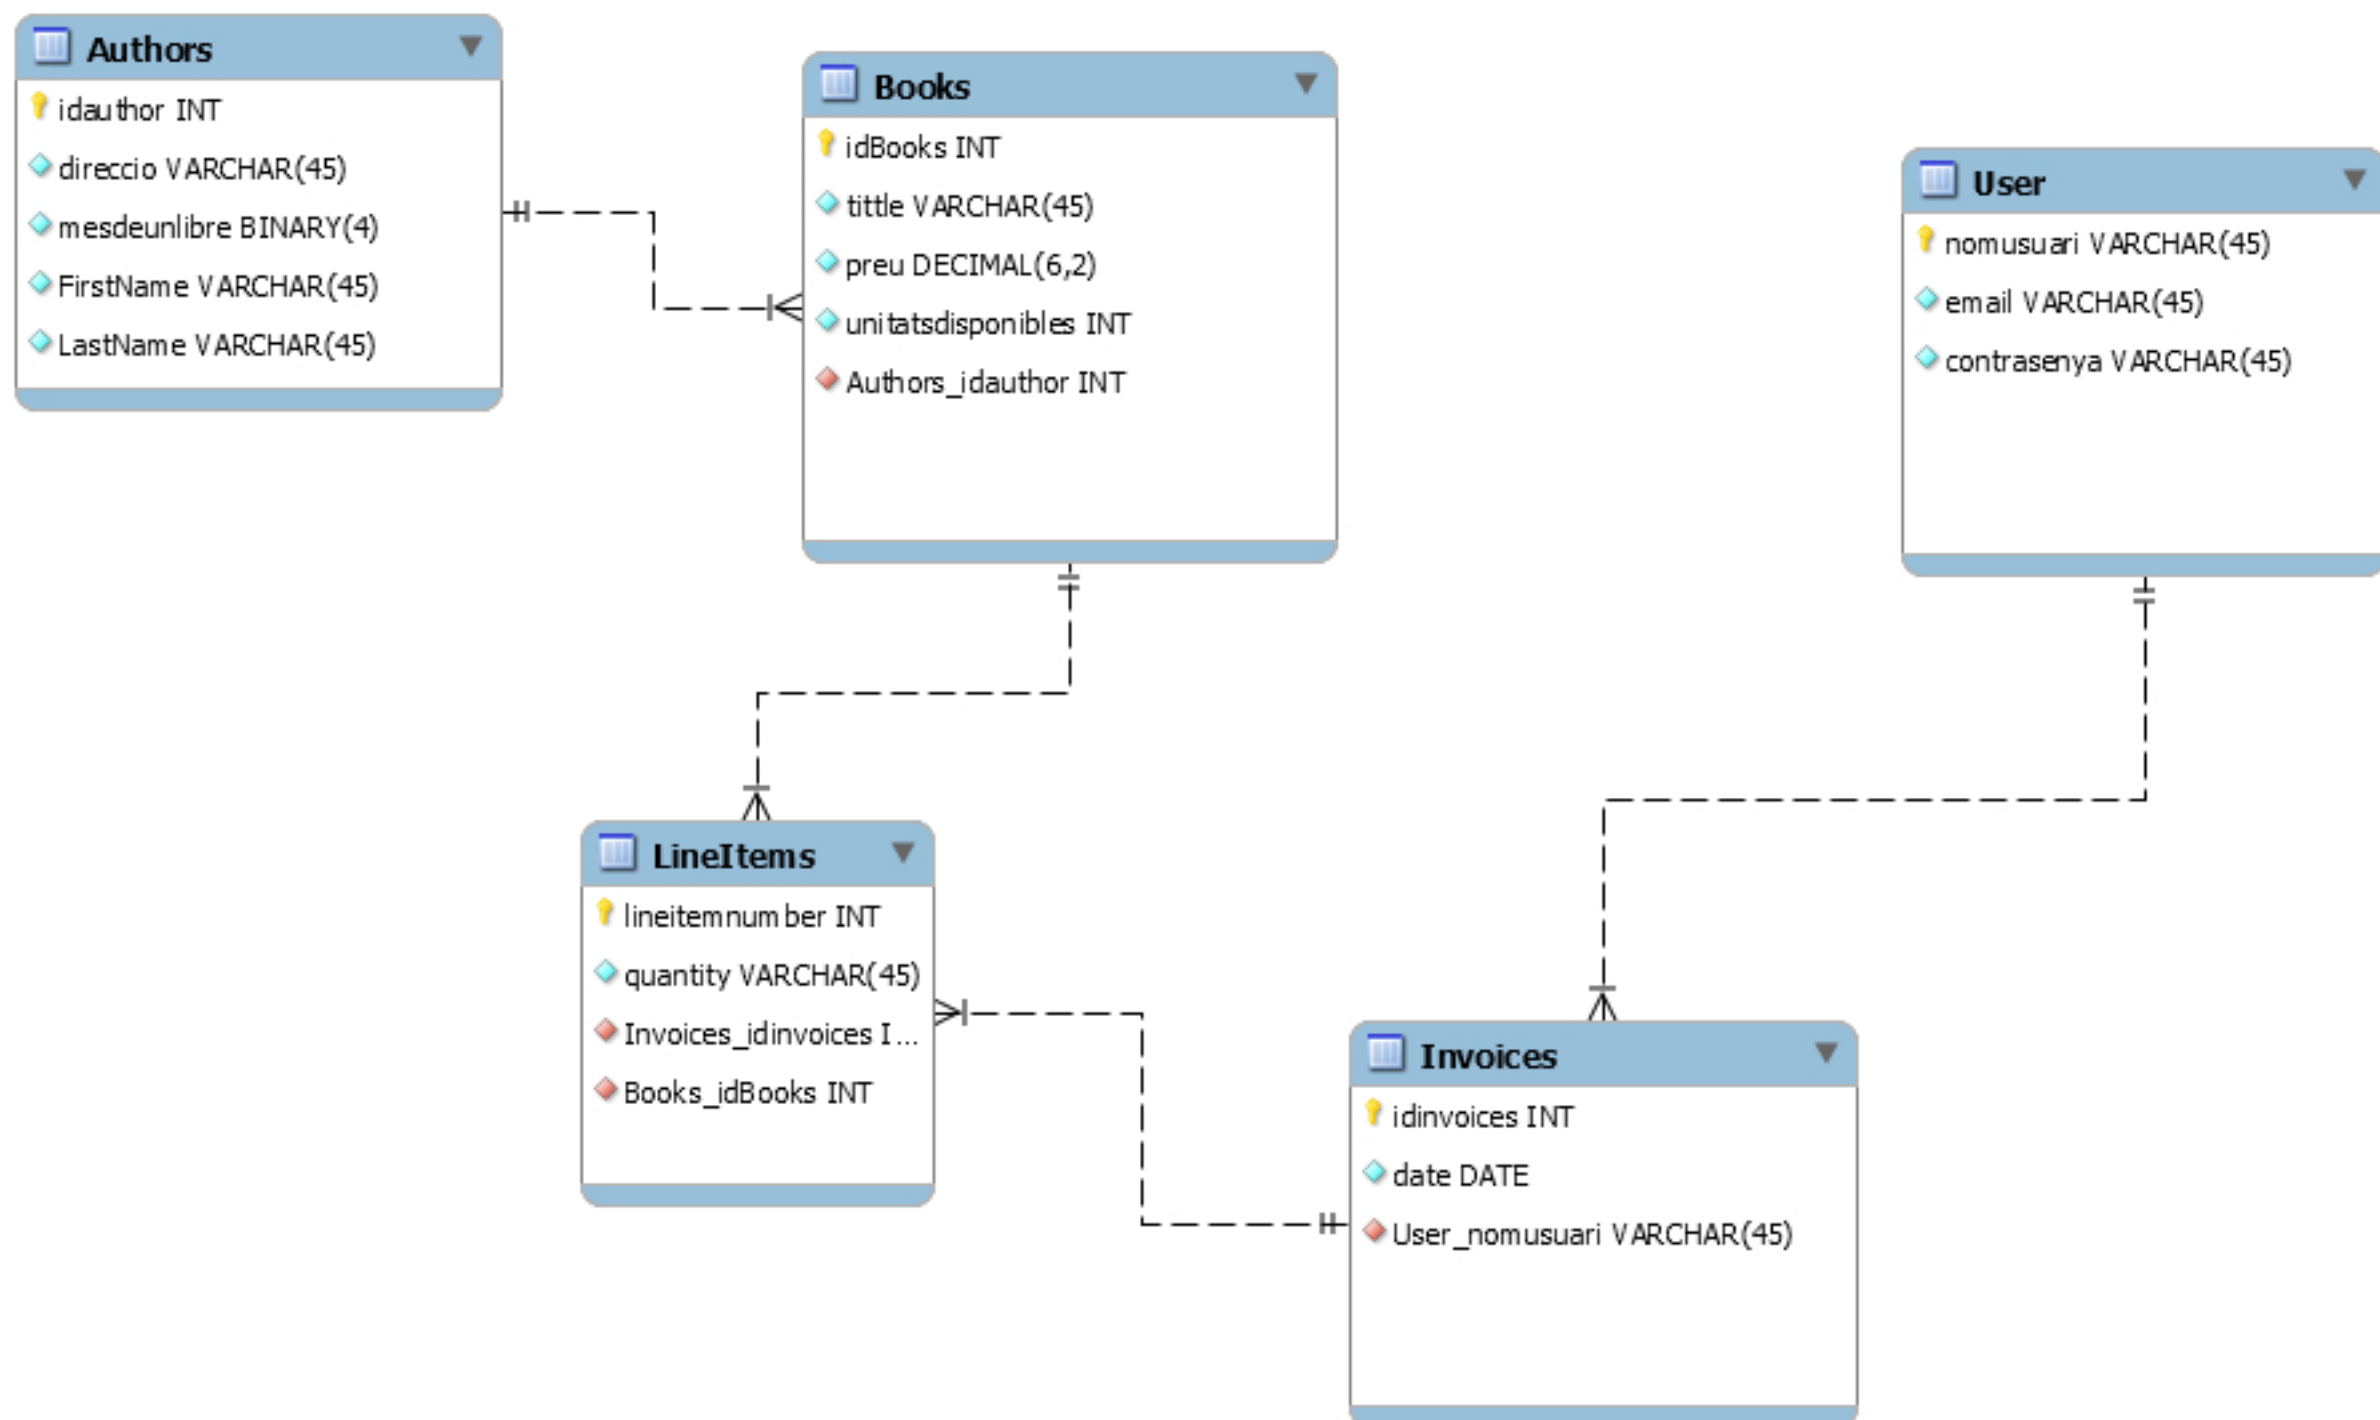 Authors
idauthor INT
direccio VARCHAR(45)
mesdeunlibre BINARY(4)
FirstName VARCHAR(45)
LastName VARCHAR(45)
Books
idBooks INT
tittle VARCHAR(45)
preu DECIMAL(6,2)
unitatsdisponibles INT
Authors_idauthor INT
User
nomusuari VARCHAR(45)
email VARCHAR(45)
contrasenya VARCHAR(45)
LineItems
lineitemnumber INT
quantity VARCHAR(45)
Invoices_idinvoices I...
Books_idBooks INT
Invoices
idinvoices INT
date DATE
User_nomusuari VARCHAR(45)